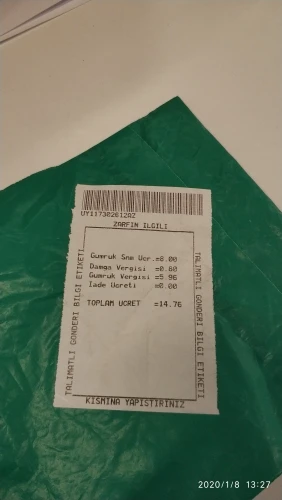 UY117302612AZ
ZARFIN ILGILI
Gumruk Snm Ucr.=8.00
Damga Vergisi =0.80
Gumruk Vergisi =5.96
Iade Ucreti =0.00
TOPLAM UCRET =14.76
TALIMATLI GONDERI BILGI ETIKETI
TALIMATLI GONDERI BILGI ETIKETI
KISMINA YAPISTIRINIZ
2020/1/8 13:27